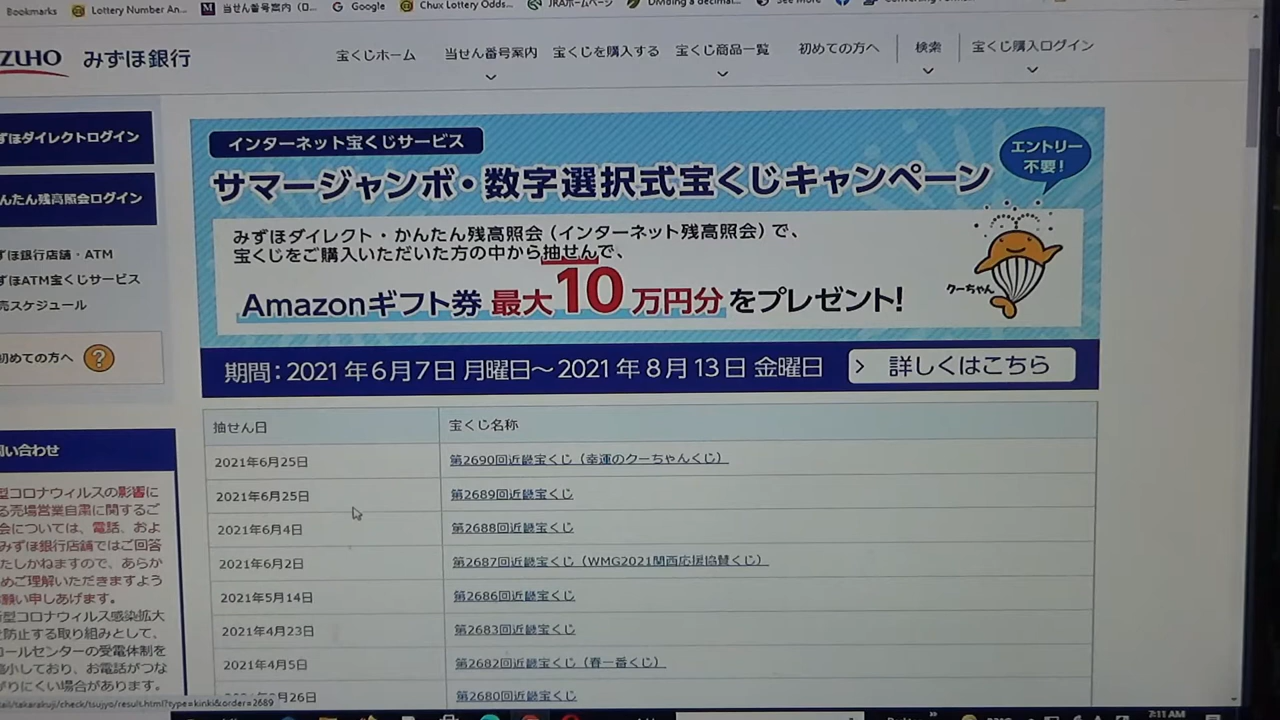 Bookmarks Lottery Number An... 当せん番号案内 (ロ... Google Chux Lottery Odds... JRAホームページ Dividing a decimal... See More
ZUHO みずほ銀行
宝くじホーム 当せん番号案内 宝くじを購入する 宝くじ商品一覧 初めての方へ 検索 宝くじ購入ログイン
ずほダイレクトログイン
んたん残高照会ログイン
ずほ銀行店舗・ATM
ずほATM宝くじサービス
売スケジュール
初めての方へ ?
問い合わせ
型コロナウィルスの影響に
る売場営業自粛に関するご
会については、電話、およ
みずほ銀行店舗ではご回答
たしかねますので、あらか
めご理解いただきますよう
願い申しあげます。
新型コロナウィルス感染拡大
防止する取り組みとして、
コールセンターの受電体制を
縮小しており、お電話がつな
がりにくい場合があります。
インターネット宝くじサービス
サマージャンボ・数字選択式宝くじキャンペーン
エントリー
不要!
みずほダイレクト・かんたん残高照会(インターネット残高照会)で、
宝くじをご購入いただいた方の中から抽せんで、
Amazonギフト券 最大10万円分をプレゼント!
クーちゃん
期間:2021年6月7日 月曜日～2021年8月13日 金曜日 > 詳しくはこちら
抽せん日 宝くじ名称
2021年6月25日 第2690回近畿宝くじ（幸運のクーちゃんくじ）
2021年6月25日 第2689回近畿宝くじ
2021年6月4日 第2688回近畿宝くじ
2021年6月2日 第2687回近畿宝くじ（WMG2021関西応援協賛くじ）
2021年5月14日 第2686回近畿宝くじ
2021年4月23日 第2683回近畿宝くじ
2021年4月5日 第2682回近畿宝くじ（春一番くじ）
月26日 第2680回近畿宝くじ
tail/takarakuji/check/tsujyo/result.html?type=kinki&order=2689
7:11 AM